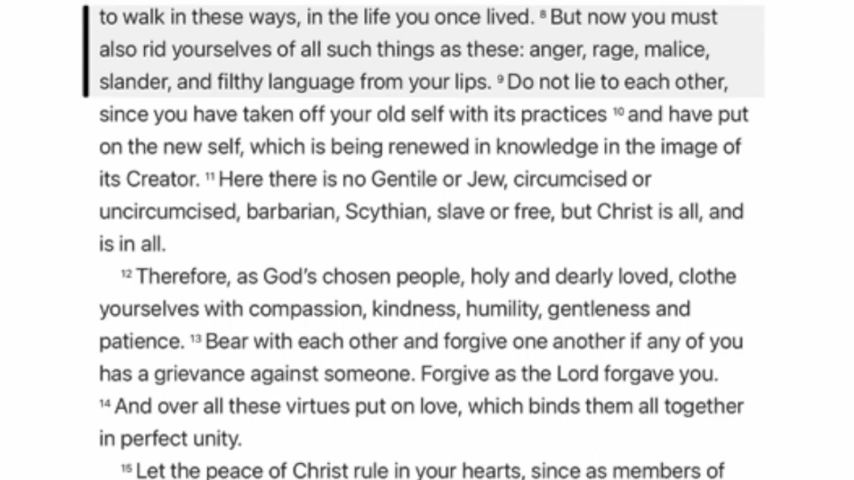 to walk in these ways, in the life you once lived. ⁸ But now you must
also rid yourselves of all such things as these: anger, rage, malice,
slander, and filthy language from your lips. ⁹ Do not lie to each other,
since you have taken off your old self with its practices ¹⁰ and have put
on the new self, which is being renewed in knowledge in the image of
its Creator. ¹¹ Here there is no Gentile or Jew, circumcised or
uncircumcised, barbarian, Scythian, slave or free, but Christ is all, and
is in all.
¹² Therefore, as God’s chosen people, holy and dearly loved, clothe
yourselves with compassion, kindness, humility, gentleness and
patience. ¹³ Bear with each other and forgive one another if any of you
has a grievance against someone. Forgive as the Lord forgave you.
¹⁴ And over all these virtues put on love, which binds them all together
in perfect unity.
¹⁵ Let the peace of Christ rule in your hearts, since as members of